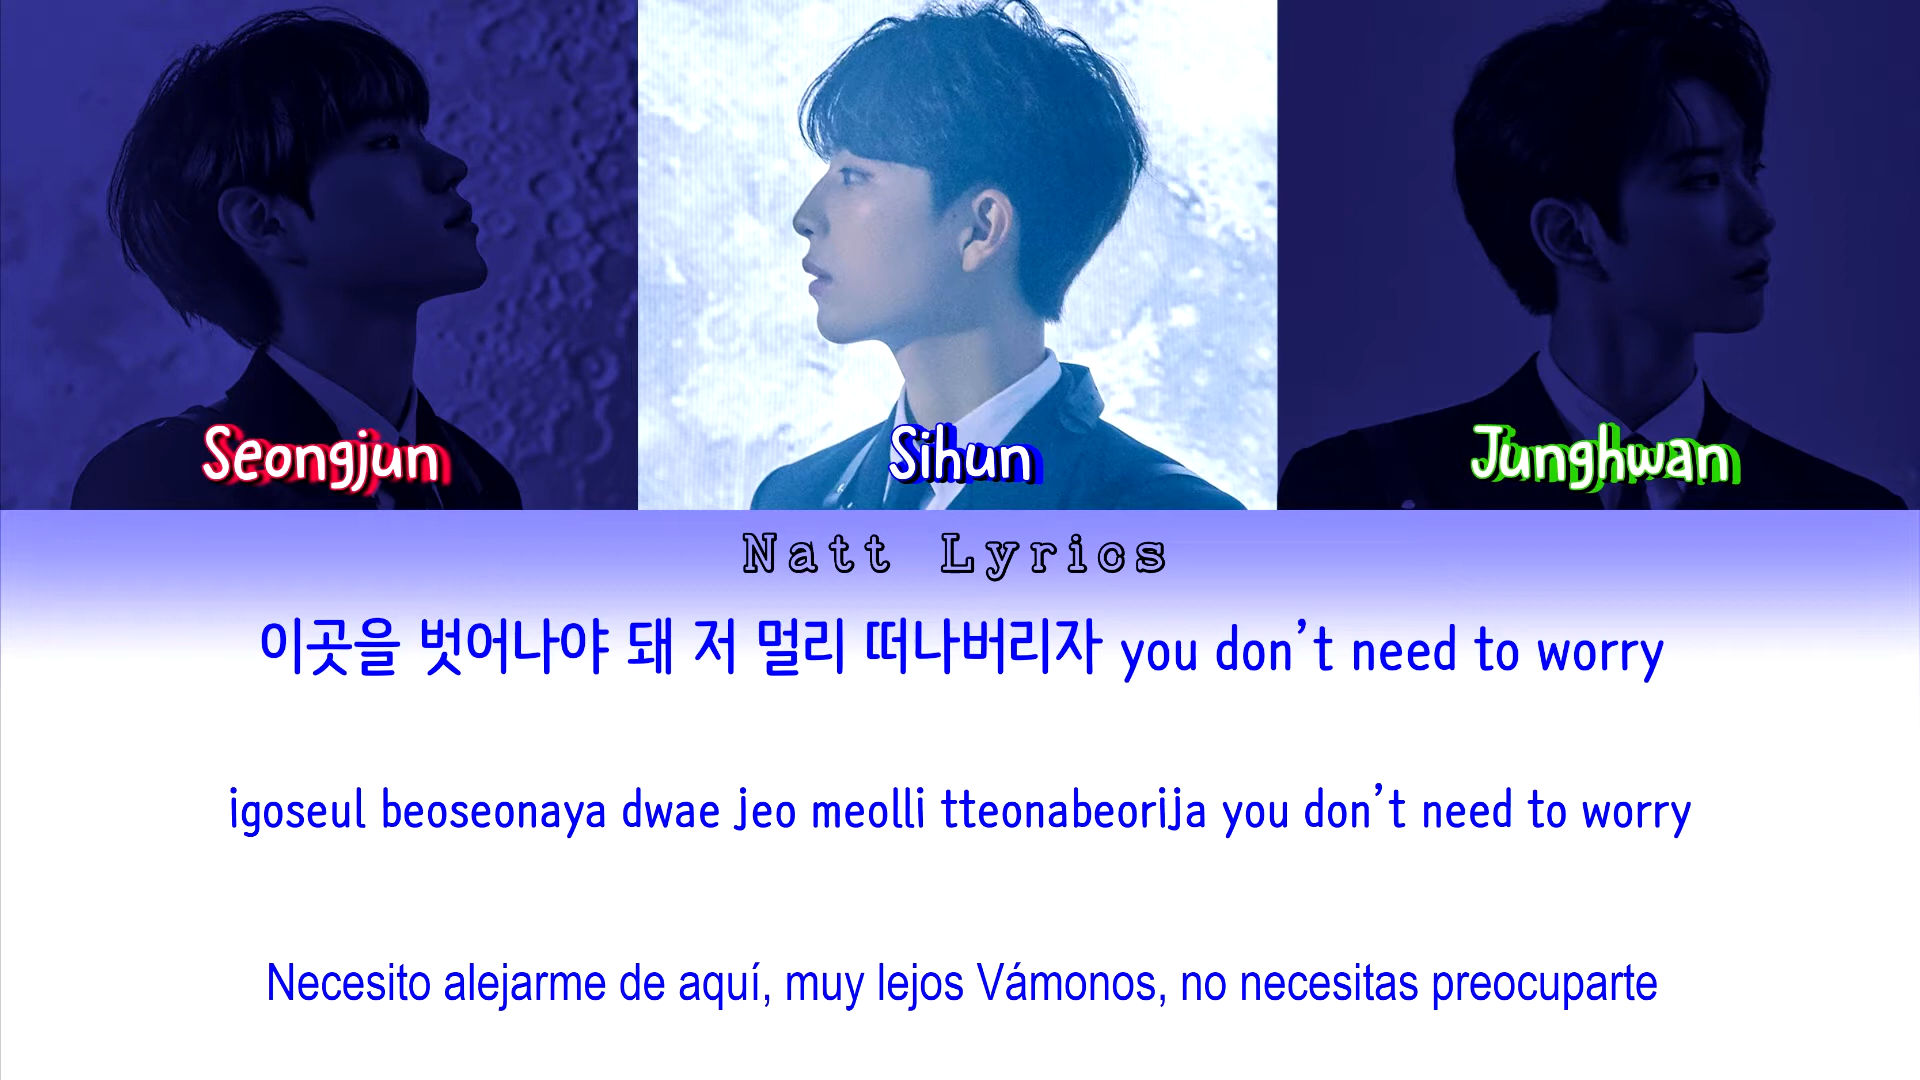 Seongjun
Sihun
Junghwan
Natt Lyrics
이곳을 벗어나야 돼 저 멀리 떠나버리자 you don’t need to worry
igoseul beoseonaya dwae jeo meolli tteonabeorija you don’t need to worry
Necesito alejarme de aquí, muy lejos Vámonos, no necesitas preocuparte